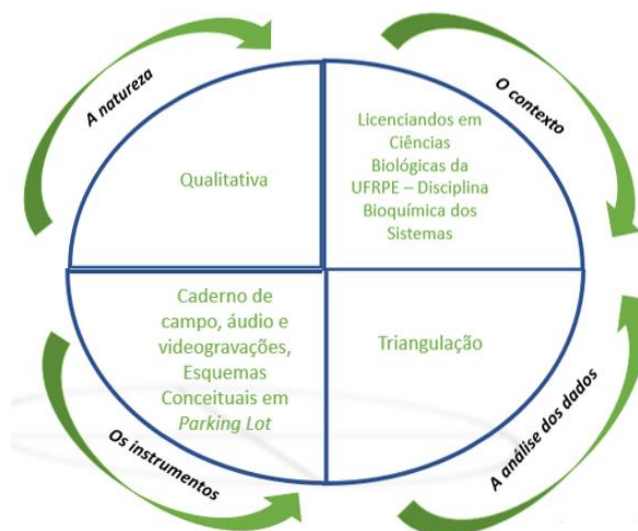 A natureza
O contexto
Qualitativa
Licenciandos em
Ciências
Biológicas da
UFRPE – Disciplina
Bioquímica dos
Sistemas
Caderno de
campo, áudio e
videogravações,
Esquemas
Conceituais em
Parking Lot
Triangulação
Os instrumentos
A análise dos dados